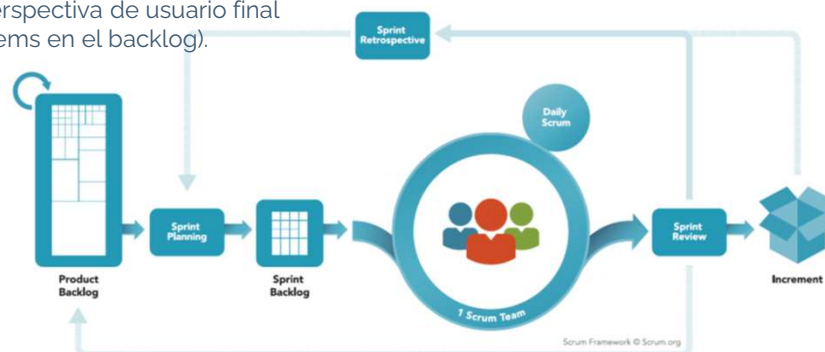 erspectiva de usuario final
ems en el backlog).
Sprint
Retrospective
Daily
Scrum
Sprint
Planning
Sprint
Review
Product
Backlog
Sprint
Backlog
Increment
1 Scrum Team
Scrum Framework © Scrum.org